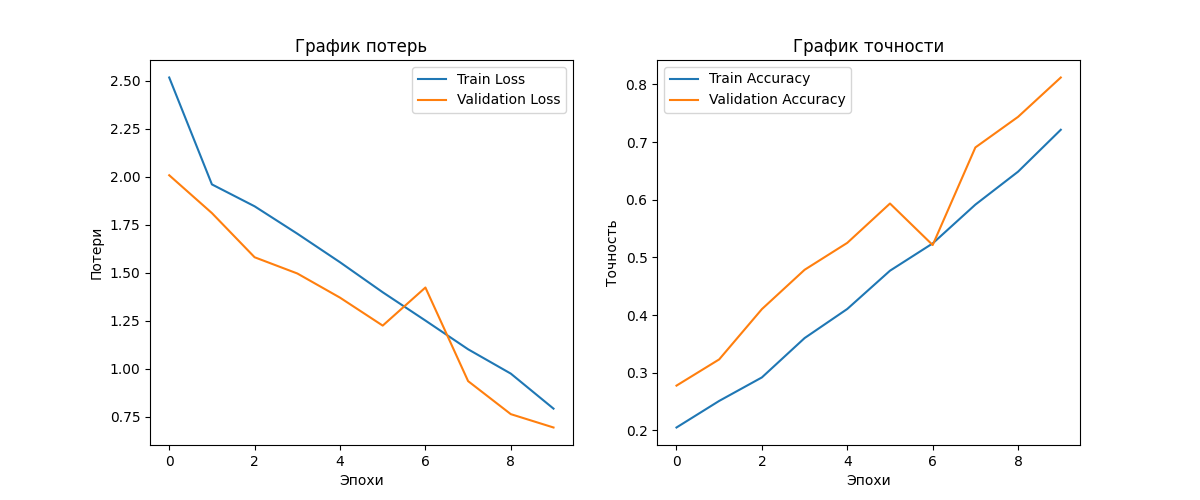 График потерь
Train Loss
Validation Loss
2.50
2.25
2.00
1.75
1.50
1.25
1.00
0.75
Потери
0 2 4 6 8
Эпохи
График точности
Train Accuracy
Validation Accuracy
0.8
0.7
0.6
0.5
0.4
0.3
0.2
Точность
0 2 4 6 8
Эпохи